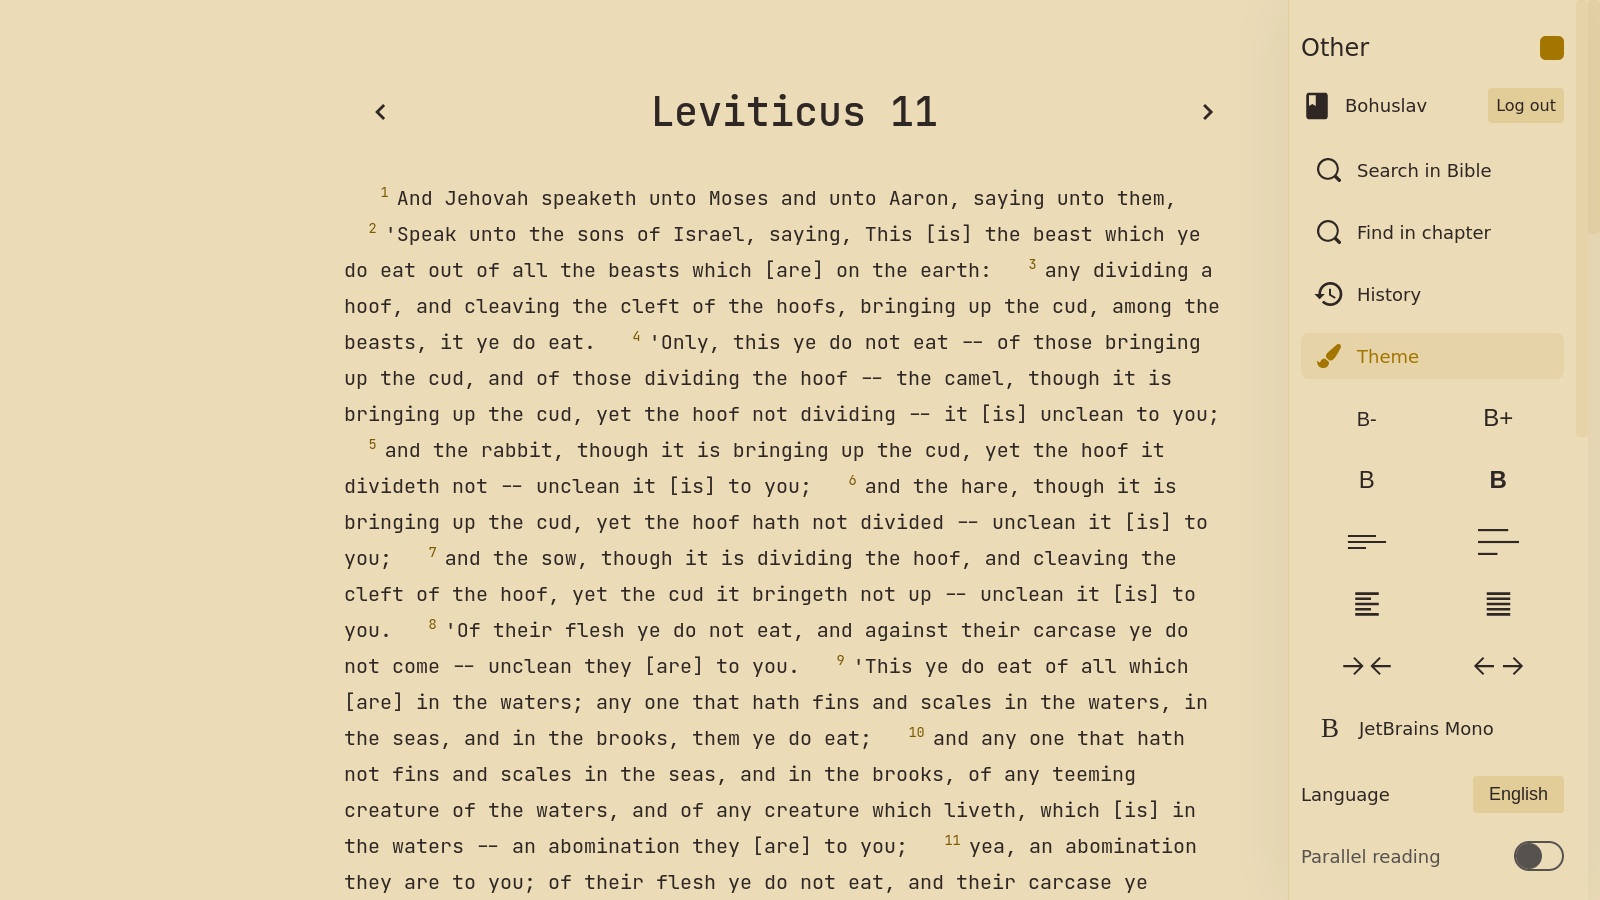 Leviticus 11
1 And Jehovah speaketh unto Moses and unto Aaron, saying unto them,
2 'Speak unto the sons of Israel, saying, This [is] the beast which ye
do eat out of all the beasts which [are] on the earth: 3 any dividing a
hoof, and cleaving the cleft of the hoofs, bringing up the cud, among the
beasts, it ye do eat. 4 'Only, this ye do not eat -- of those bringing
up the cud, and of those dividing the hoof -- the camel, though it is
bringing up the cud, yet the hoof not dividing -- it [is] unclean to you;
5 and the rabbit, though it is bringing up the cud, yet the hoof it
divideth not -- unclean it [is] to you; 6 and the hare, though it is
bringing up the cud, yet the hoof hath not divided -- unclean it [is] to
you; 7 and the sow, though it is dividing the hoof, and cleaving the
cleft of the hoof, yet the cud it bringeth not up -- unclean it [is] to
you. 8 'Of their flesh ye do not eat, and against their carcase ye do
not come -- unclean they [are] to you. 9 'This ye do eat of all which
[are] in the waters; any one that hath fins and scales in the waters, in
the seas, and in the brooks, them ye do eat; 10 and any one that hath
not fins and scales in the seas, and in the brooks, of any teeming
creature of the waters, and of any creature which liveth, which [is] in
the waters -- an abomination they [are] to you; 11 yea, an abomination
they are to you; of their flesh ye do not eat, and their carcase ye
Other
Bohuslav
Log out
Search in Bible
Find in chapter
History
Theme
B- B+
B B
B JetBrains Mono
Language English
Parallel reading